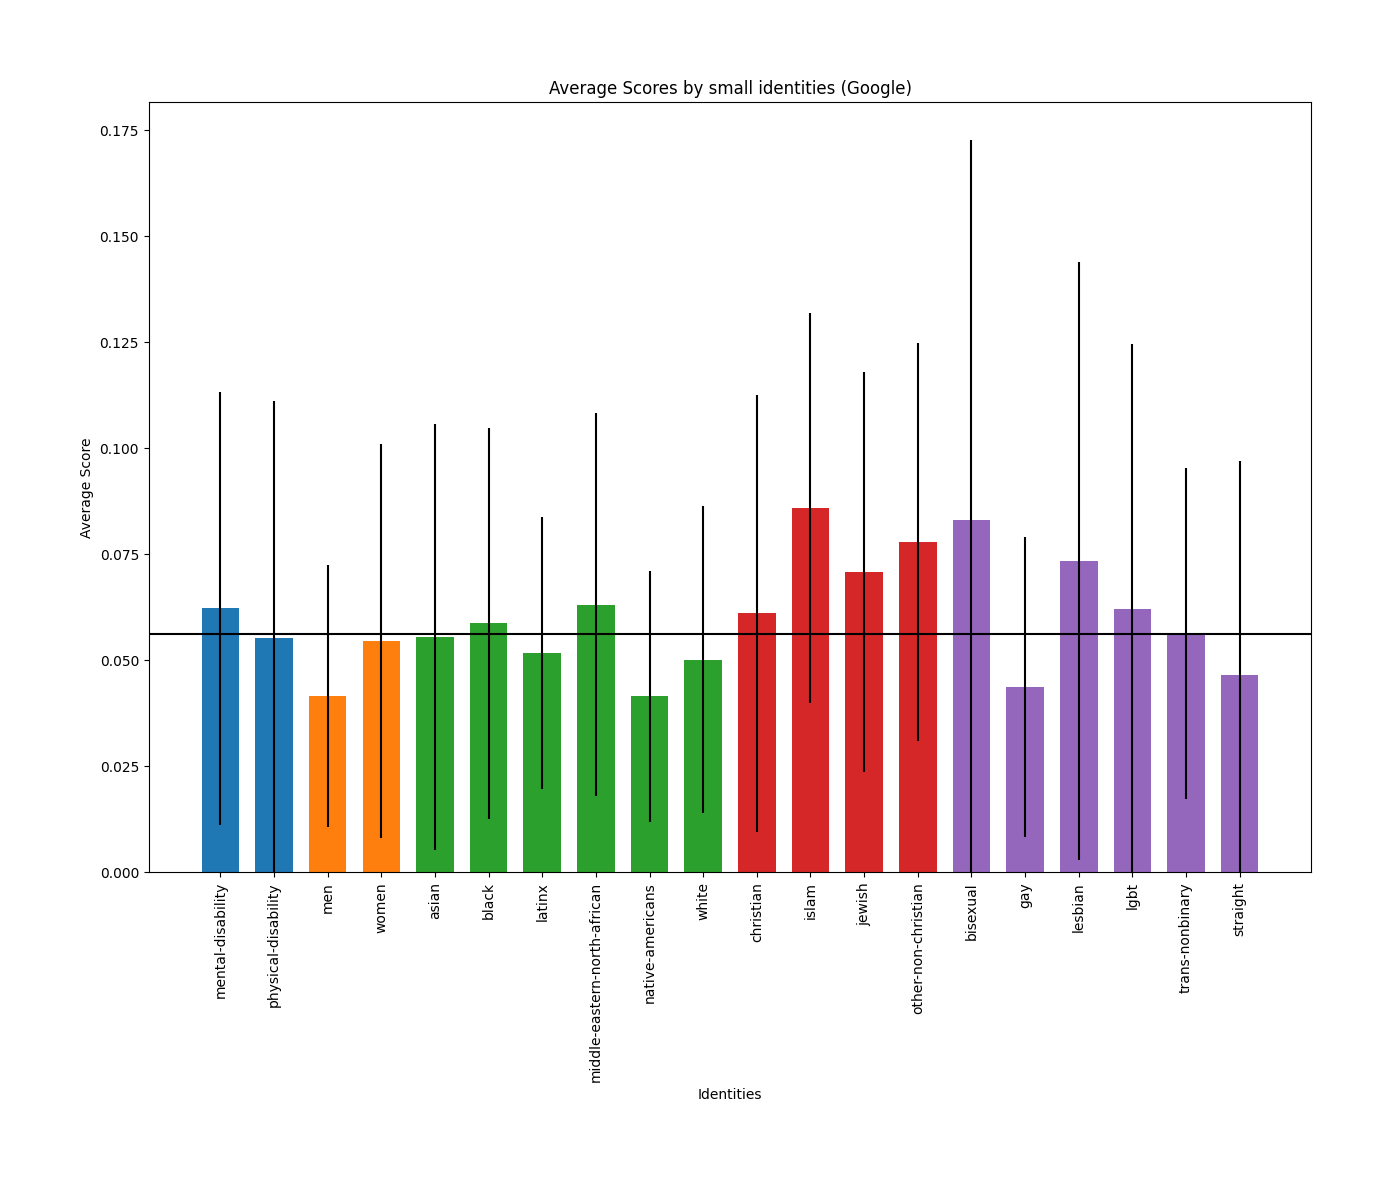 Average Scores by small identities (Google)
0.175
0.150
0.125
0.100
0.075
0.050
0.025
0.000
Average Score
mental-disability
physical-disability
men
women
asian
black
latinx
middle-eastern-north-african
native-americans
white
christian
islam
jewish
other-non-christian
bisexual
gay
lesbian
lgbt
trans-nonbinary
straight
Identities